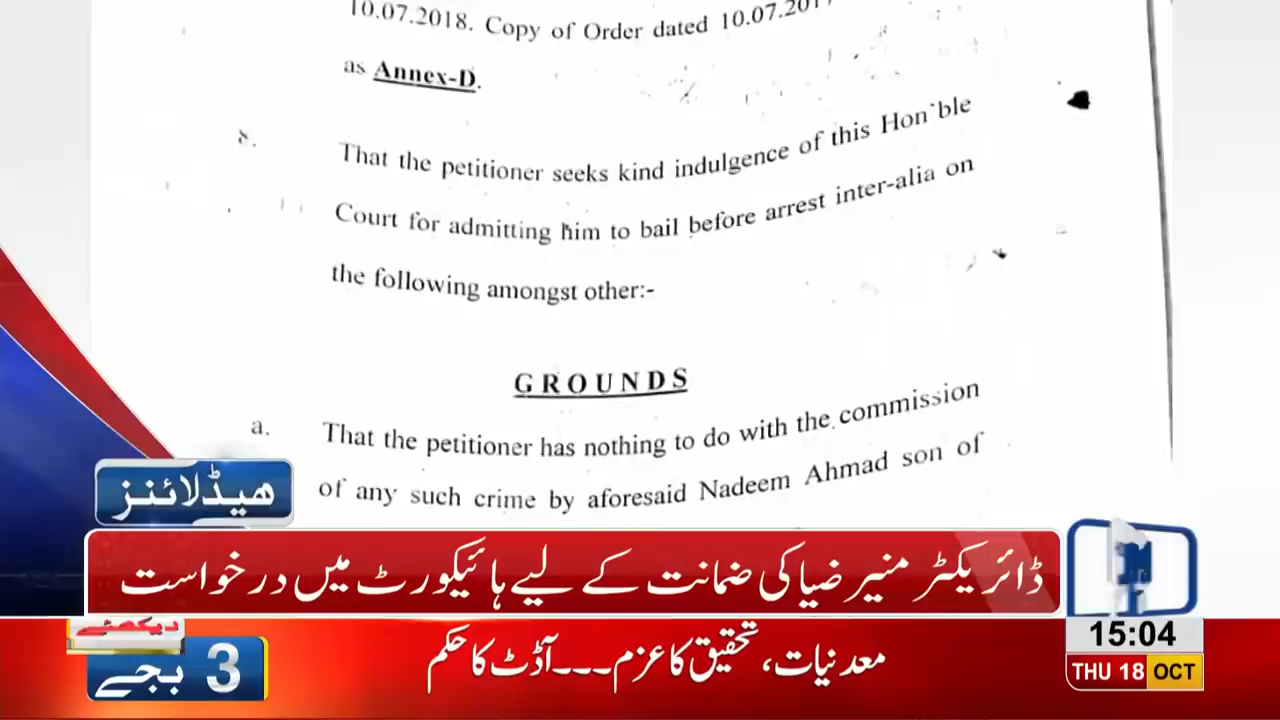 10.07.2018. Copy of Order dated 10.07.201
as Annex-D.
That the petitioner seeks kind indulgence of this Hon'ble
Court for admitting him to bail before arrest inter-alia on
the following amongst other:-
GROUNDS
a. That the petitioner has nothing to do with the commission
of any such crime by aforesaid Nadeem Ahmad son of
ھیڈلائنز
ڈائریکٹر منیر ضیا کی ضمانت کے لیے ہائیکورٹ میں درخواست
دیکھئے
3 بجے
معدنیات، تحقیق کا عزم۔۔۔آڈٹ کا حکم
15:04
THU 18 OCT